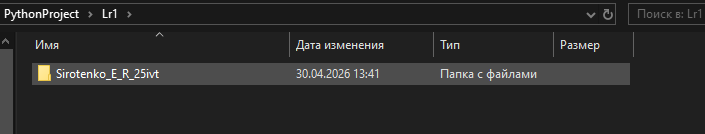 PythonProject › Lr1 ›
Поиск в: Lr1
Имя Дата изменения Тип Размер
Sirotenko_E_R_25ivt 30.04.2026 13:41 Папка с файлами